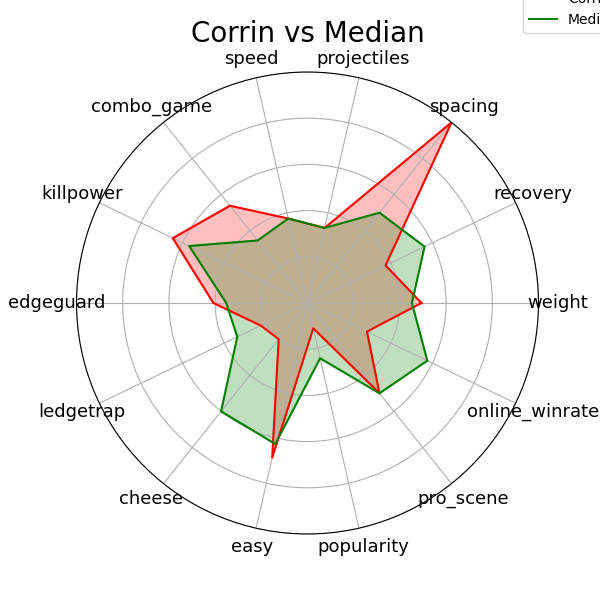 Corrin vs Median
Medi
speed
projectiles
combo_game
spacing
killpower
recovery
edgeguard
weight
ledgetrap
online_winrate
cheese
pro_scene
easy
popularity